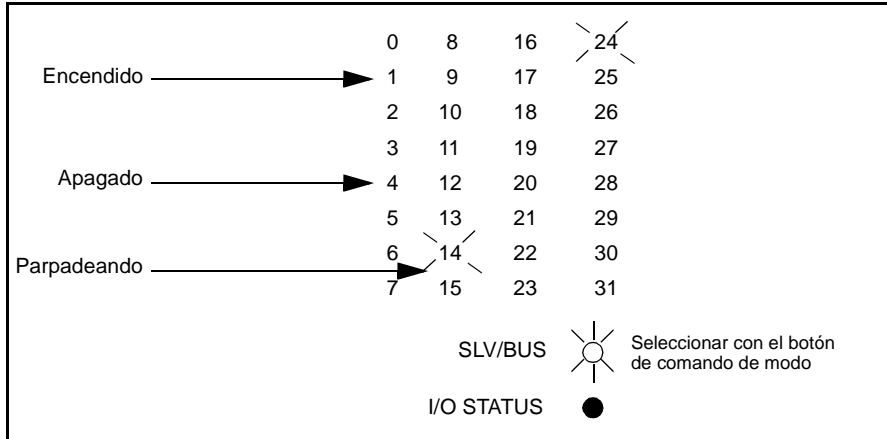 0 8 16 24
Encendido 1 9 17 25
2 10 18 26
3 11 19 27
Apagado 4 12 20 28
5 13 21 29
6 14 22 30
Parpadeando
7 15 23 31
SLV/BUS Seleccionar con el botón
de comando de modo
I/O STATUS